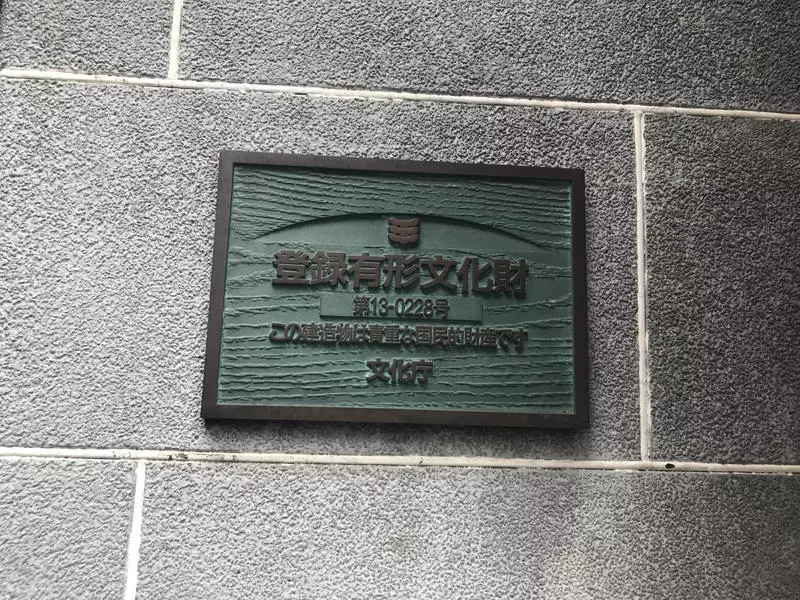 登録有形文化財
第13-0228号
この建造物は貴重な国民的財産です
文化庁